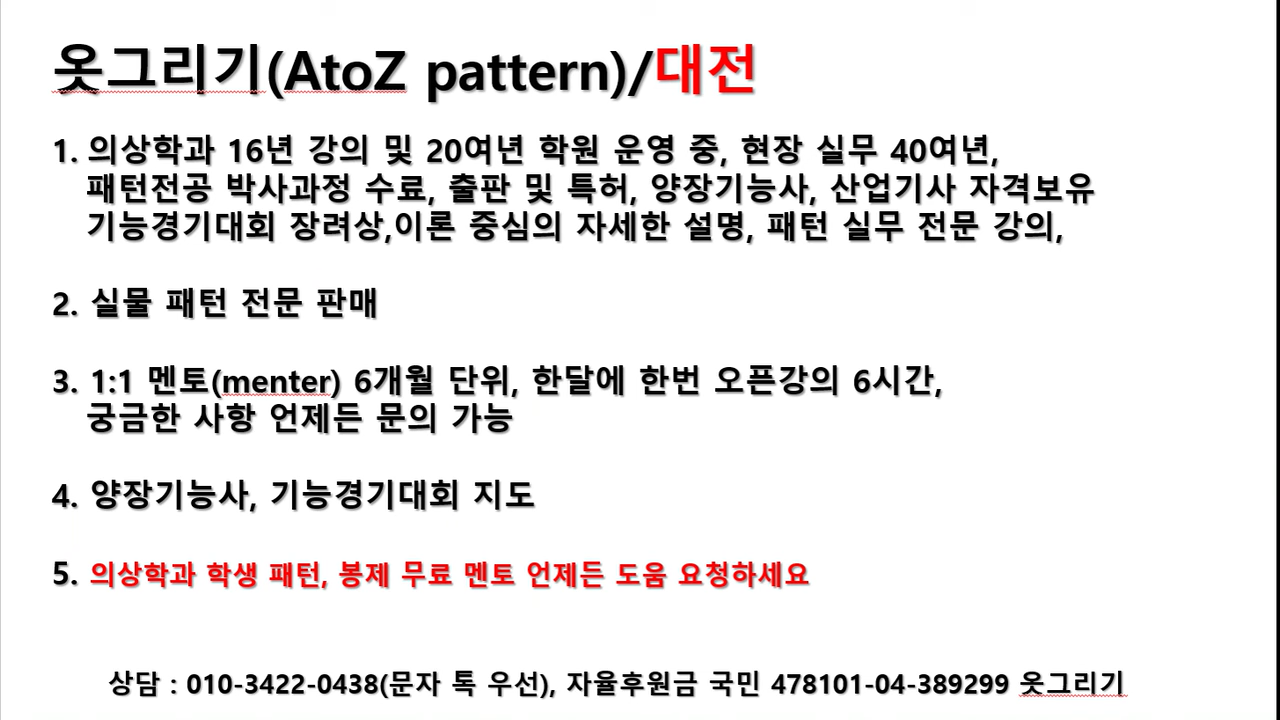 옷그리기(AtoZ pattern)/대전
1. 의상학과 16년 강의 및 20여년 학원 운영 중, 현장 실무 40여년,
패턴전공 박사과정 수료, 출판 및 특허, 양장기능사, 산업기사 자격보유
기능경기대회 장려상,이론 중심의 자세한 설명, 패턴 실무 전문 강의,
2. 실물 패턴 전문 판매
3. 1:1 멘토(menter) 6개월 단위, 한달에 한번 오픈강의 6시간,
궁금한 사항 언제든 문의 가능
4. 양장기능사, 기능경기대회 지도
5. 의상학과 학생 패턴, 봉제 무료 멘토 언제든 도움 요청하세요
상담 : 010-3422-0438(문자 톡 우선), 자율후원금 국민 478101-04-389299 옷그리기